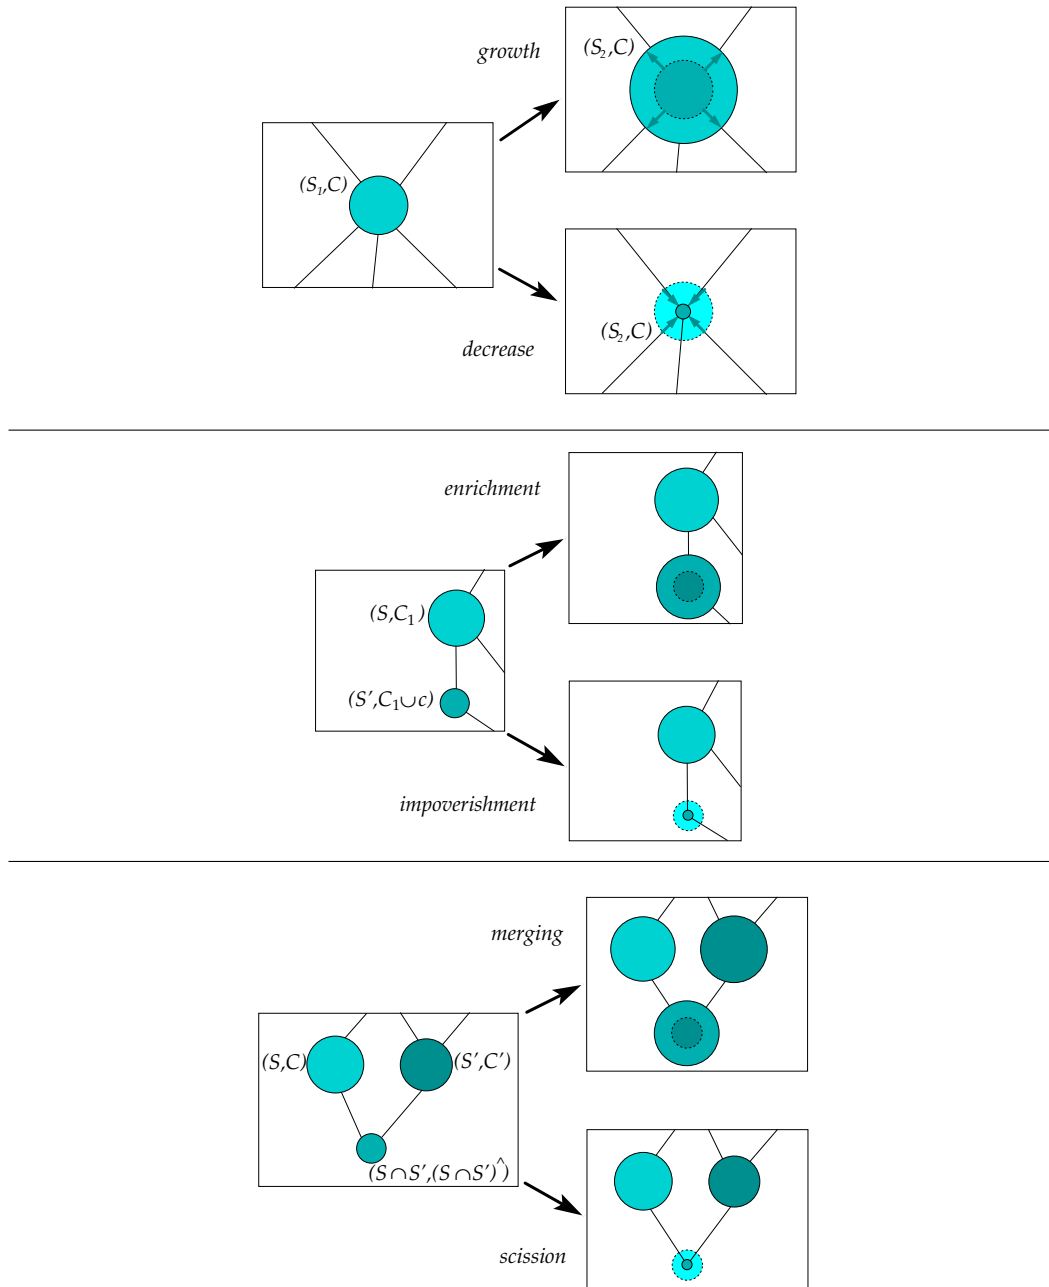 growth
(S₂,C)
(S₁,C)
(S₂,C)
decrease
enrichment
(S,C₁)
(S′,C₁∪c)
impoverishment
merging
(S,C)
(S′,C′)
(S∩S′,(S∩S′)^)
scission